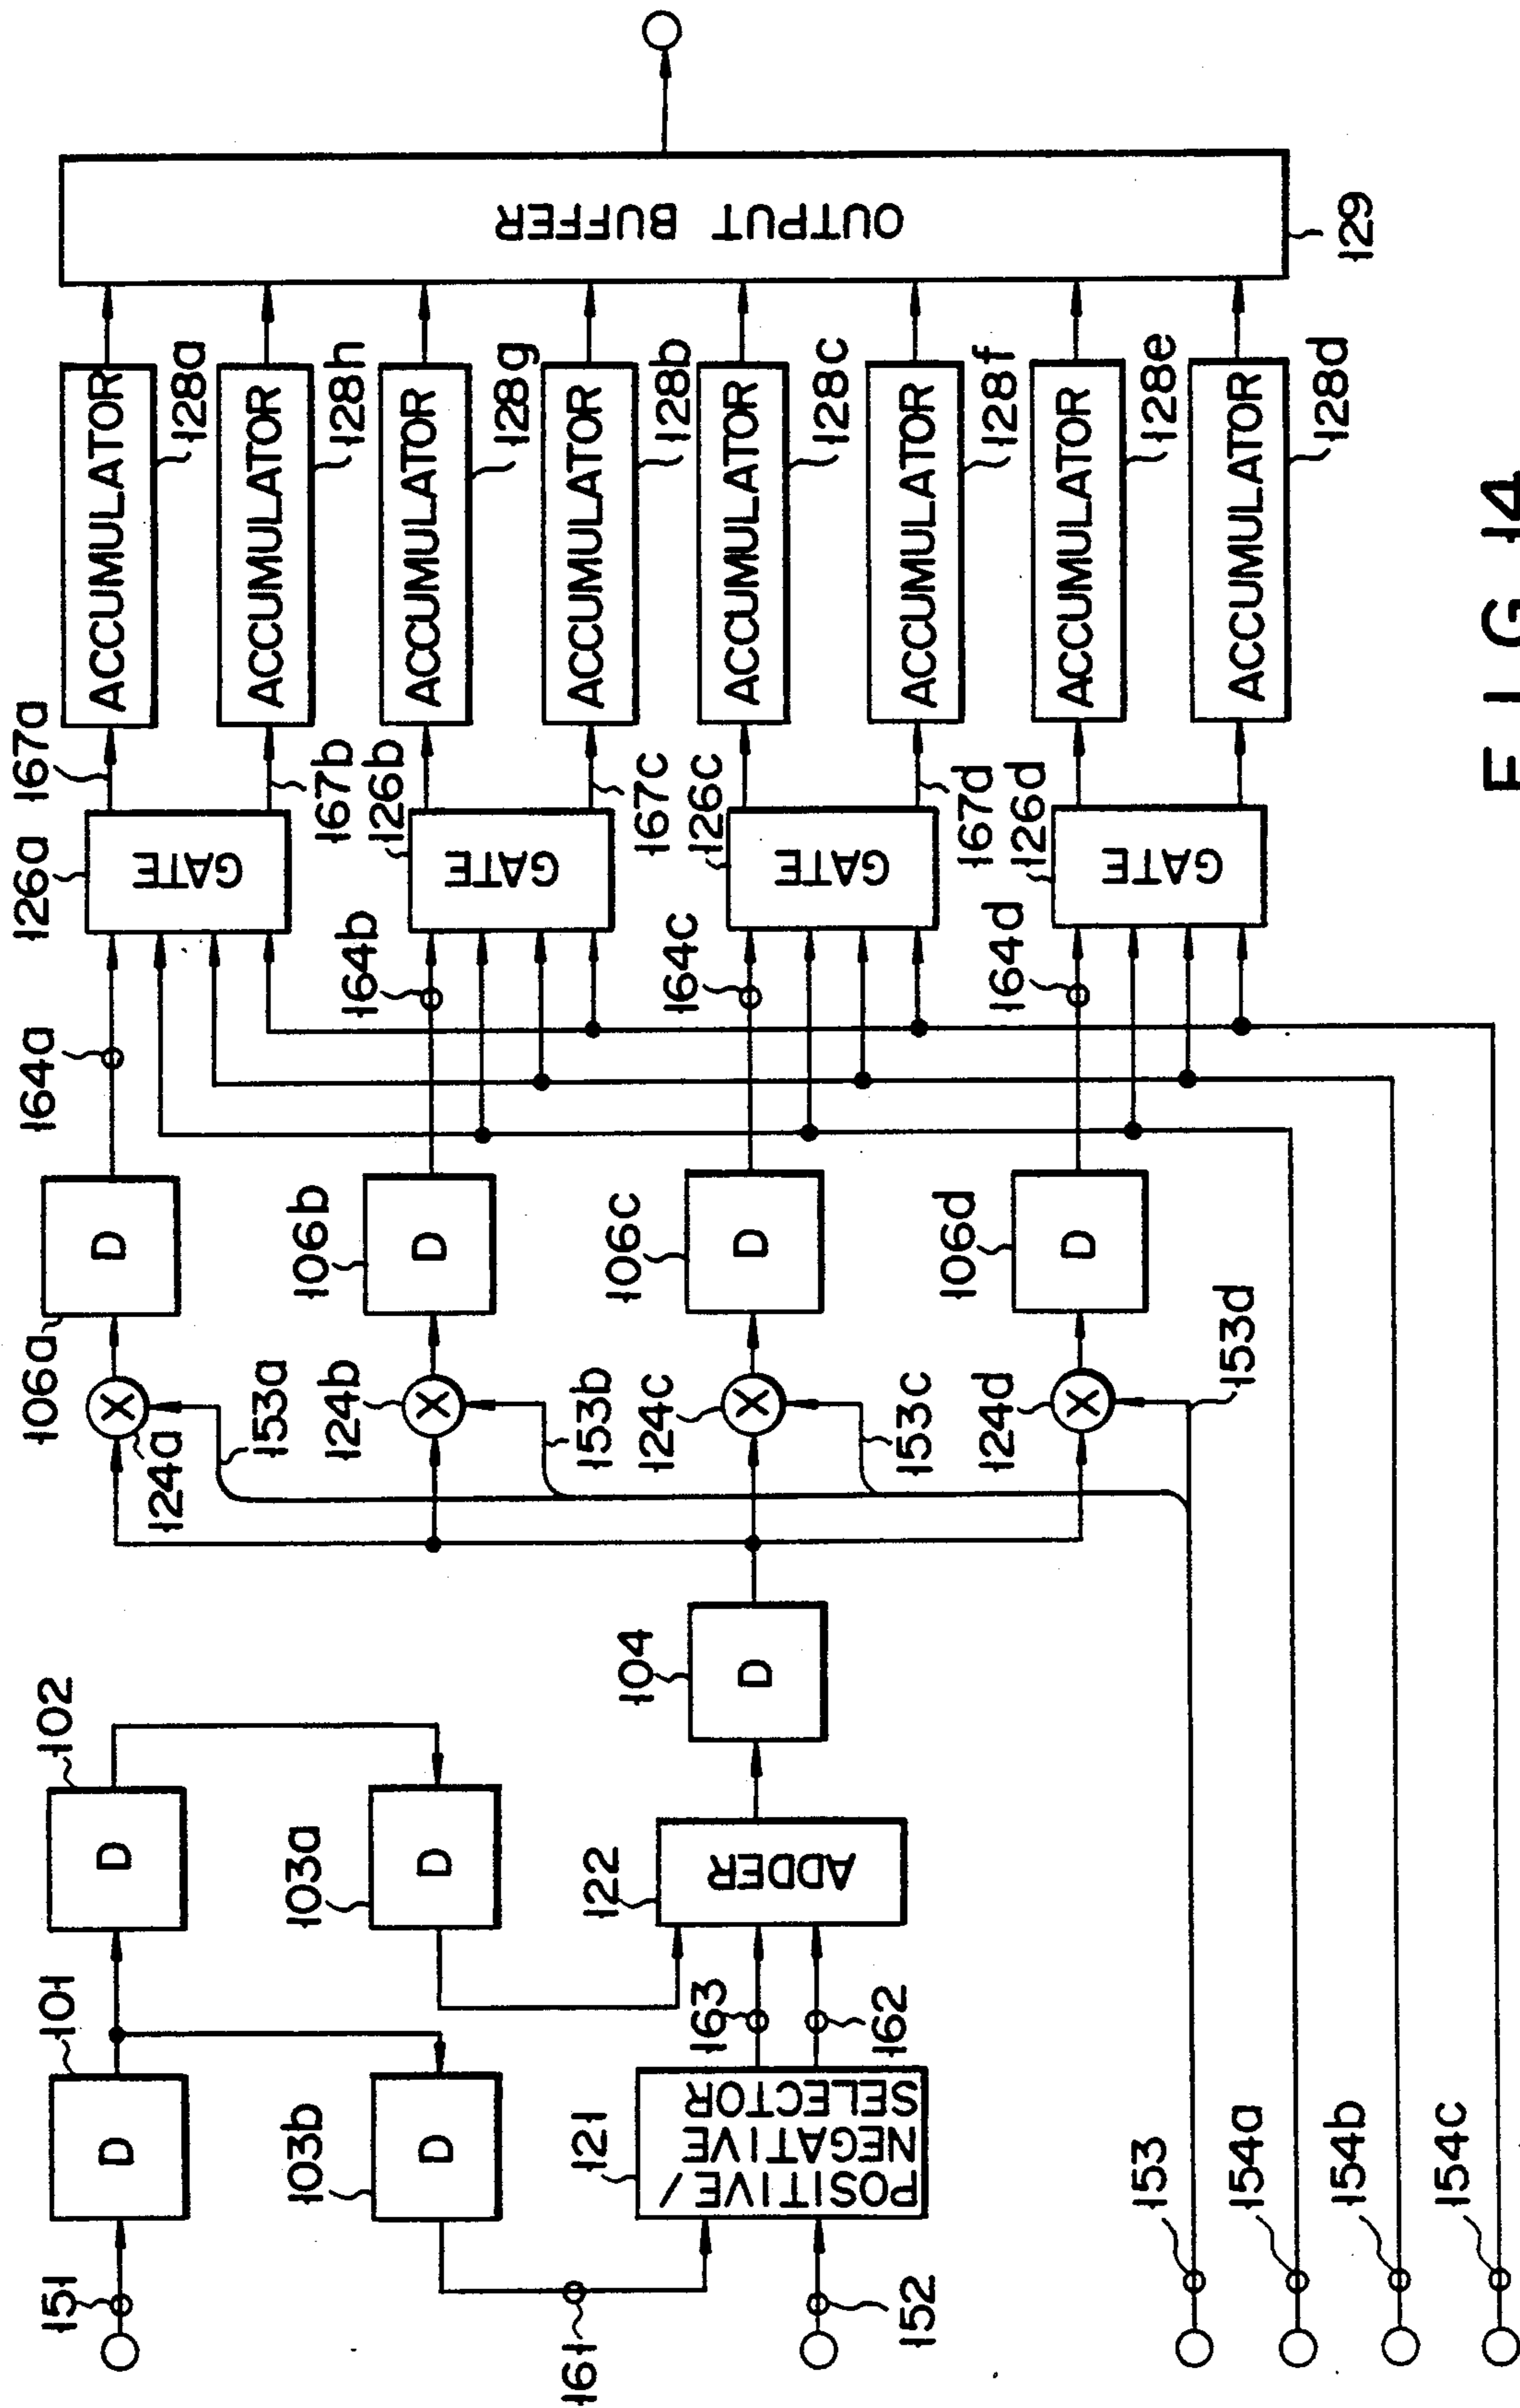 151
101
D
102
D
103b
D
103a
D
161
152
121
POSITIVE/
NEGATIVE
SELECTOR
163
162
122
ADDER
104
D
153
154a
154b
154c
124a
X
153a
124b
X
153b
124c
X
153c
124d
X
153d
106a
D
106b
D
106c
D
106d
D
164a
164b
164c
164d
126a
GATE
126b
GATE
126c
GATE
126d
GATE
167a
167b
167c
167d
ACCUMULATOR
128a
ACCUMULATOR
128h
ACCUMULATOR
128g
ACCUMULATOR
128b
ACCUMULATOR
128c
ACCUMULATOR
128f
ACCUMULATOR
128e
ACCUMULATOR
128d
OUTPUT BUFFER
129
FIG. 14